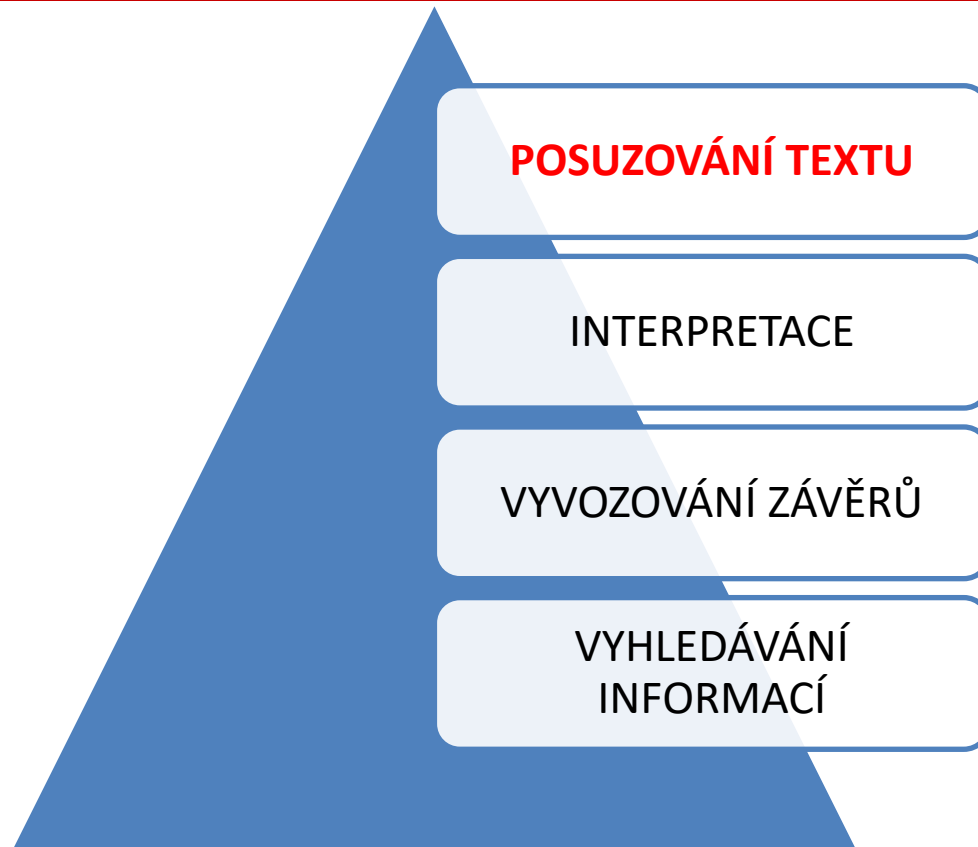 POSUZOVÁNÍ TEXTU
INTERPRETACE
VYVOZOVÁNÍ ZÁVĚRŮ
VYHLEDÁVÁNÍ
INFORMACÍ